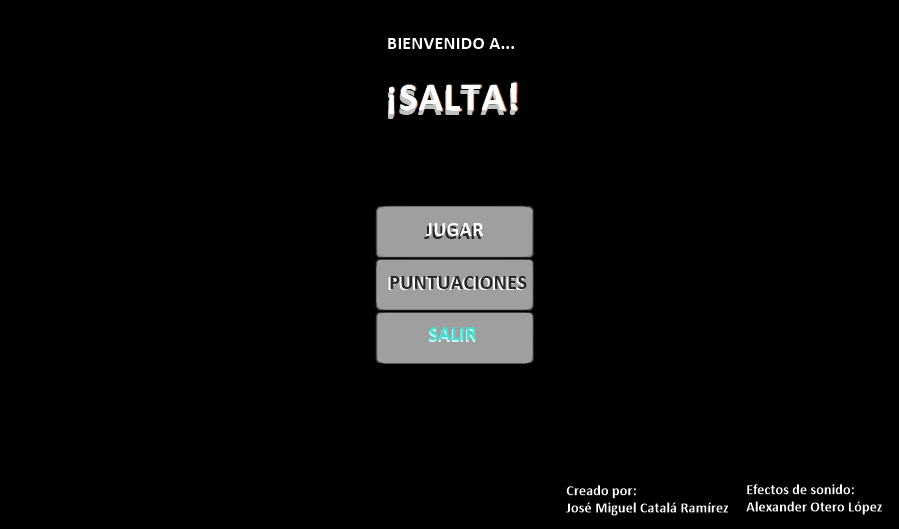 BIENVENIDO A...
¡SALTA!
JUGAR
PUNTUACIONES
SALIR
Creado por:
José Miguel Catalá Ramírez
Efectos de sonido:
Alexander Otero López